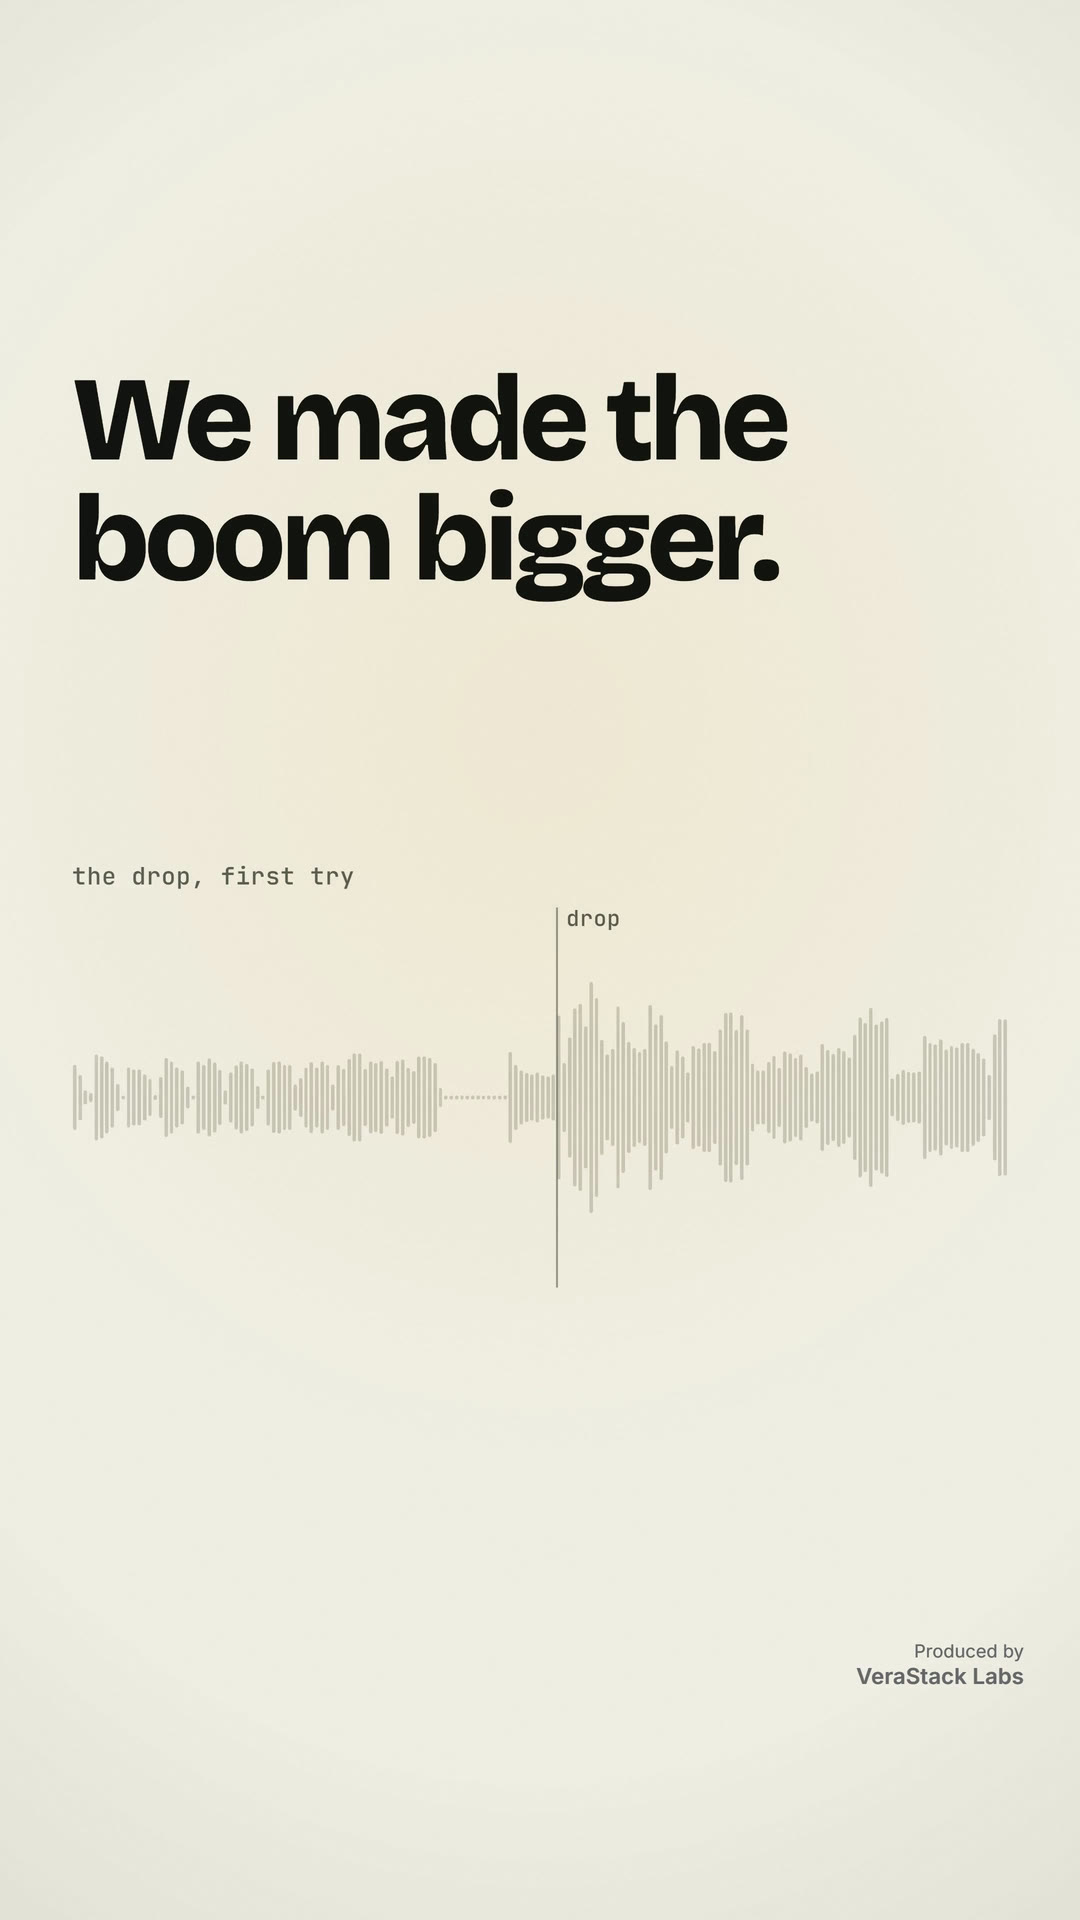 We made the
boom bigger.
the drop, first try
drop
Produced by
VeraStack Labs